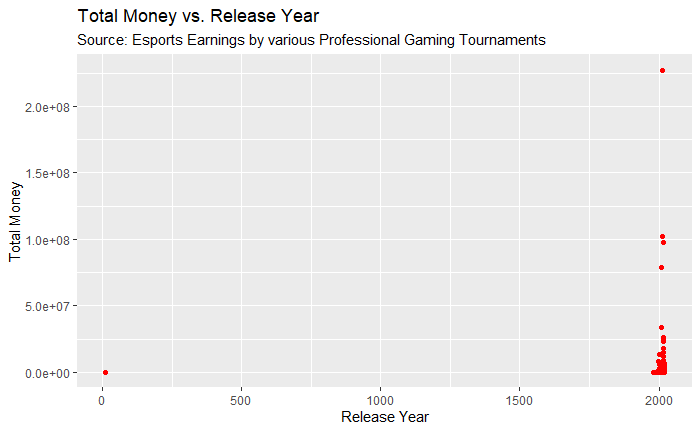 Total Money vs. Release Year
Source: Esports Earnings by various Professional Gaming Tournaments
2.0e+08
1.5e+08
1.0e+08
5.0e+07
0.0e+00
Total Money
0 500 1000 1500 2000
Release Year